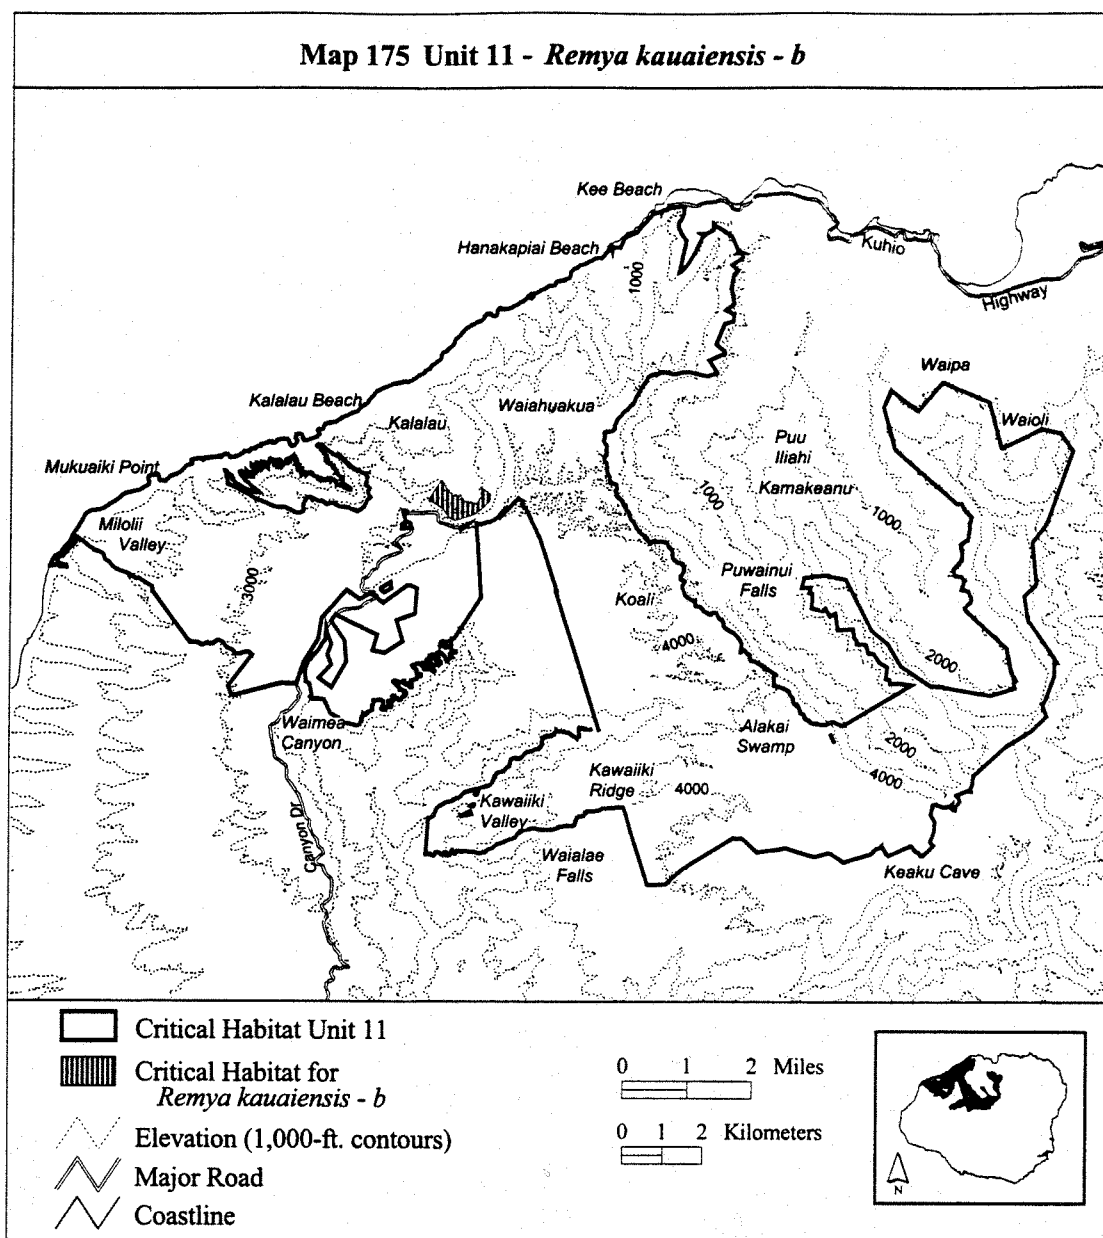 Map 175 Unit 11 - Remya kauaiensis - b
Kee Beach
Hanakapiai Beach
Kuhio
Highway
1000
Waipa
Kalalau Beach
Kalalau
Waiahuakua
Waioli
Puu
Iliahi
Mukuaiki Point
Kamakeanu
1000
1000
Milolii
Valley
3000
Puwainui
Falls
Koali
4000
2000
Waimea
Canyon
Alakai
Swamp
2000
4000
Kawaiiki
Ridge
4000
Kawaiiki
Valley
Canyon Dr
Waialae
Falls
Keaku Cave
Critical Habitat Unit 11
Critical Habitat for
Remya kauaiensis - b
Elevation (1,000-ft. contours)
Major Road
Coastline
0 1 2 Miles
0 1 2 Kilometers
N